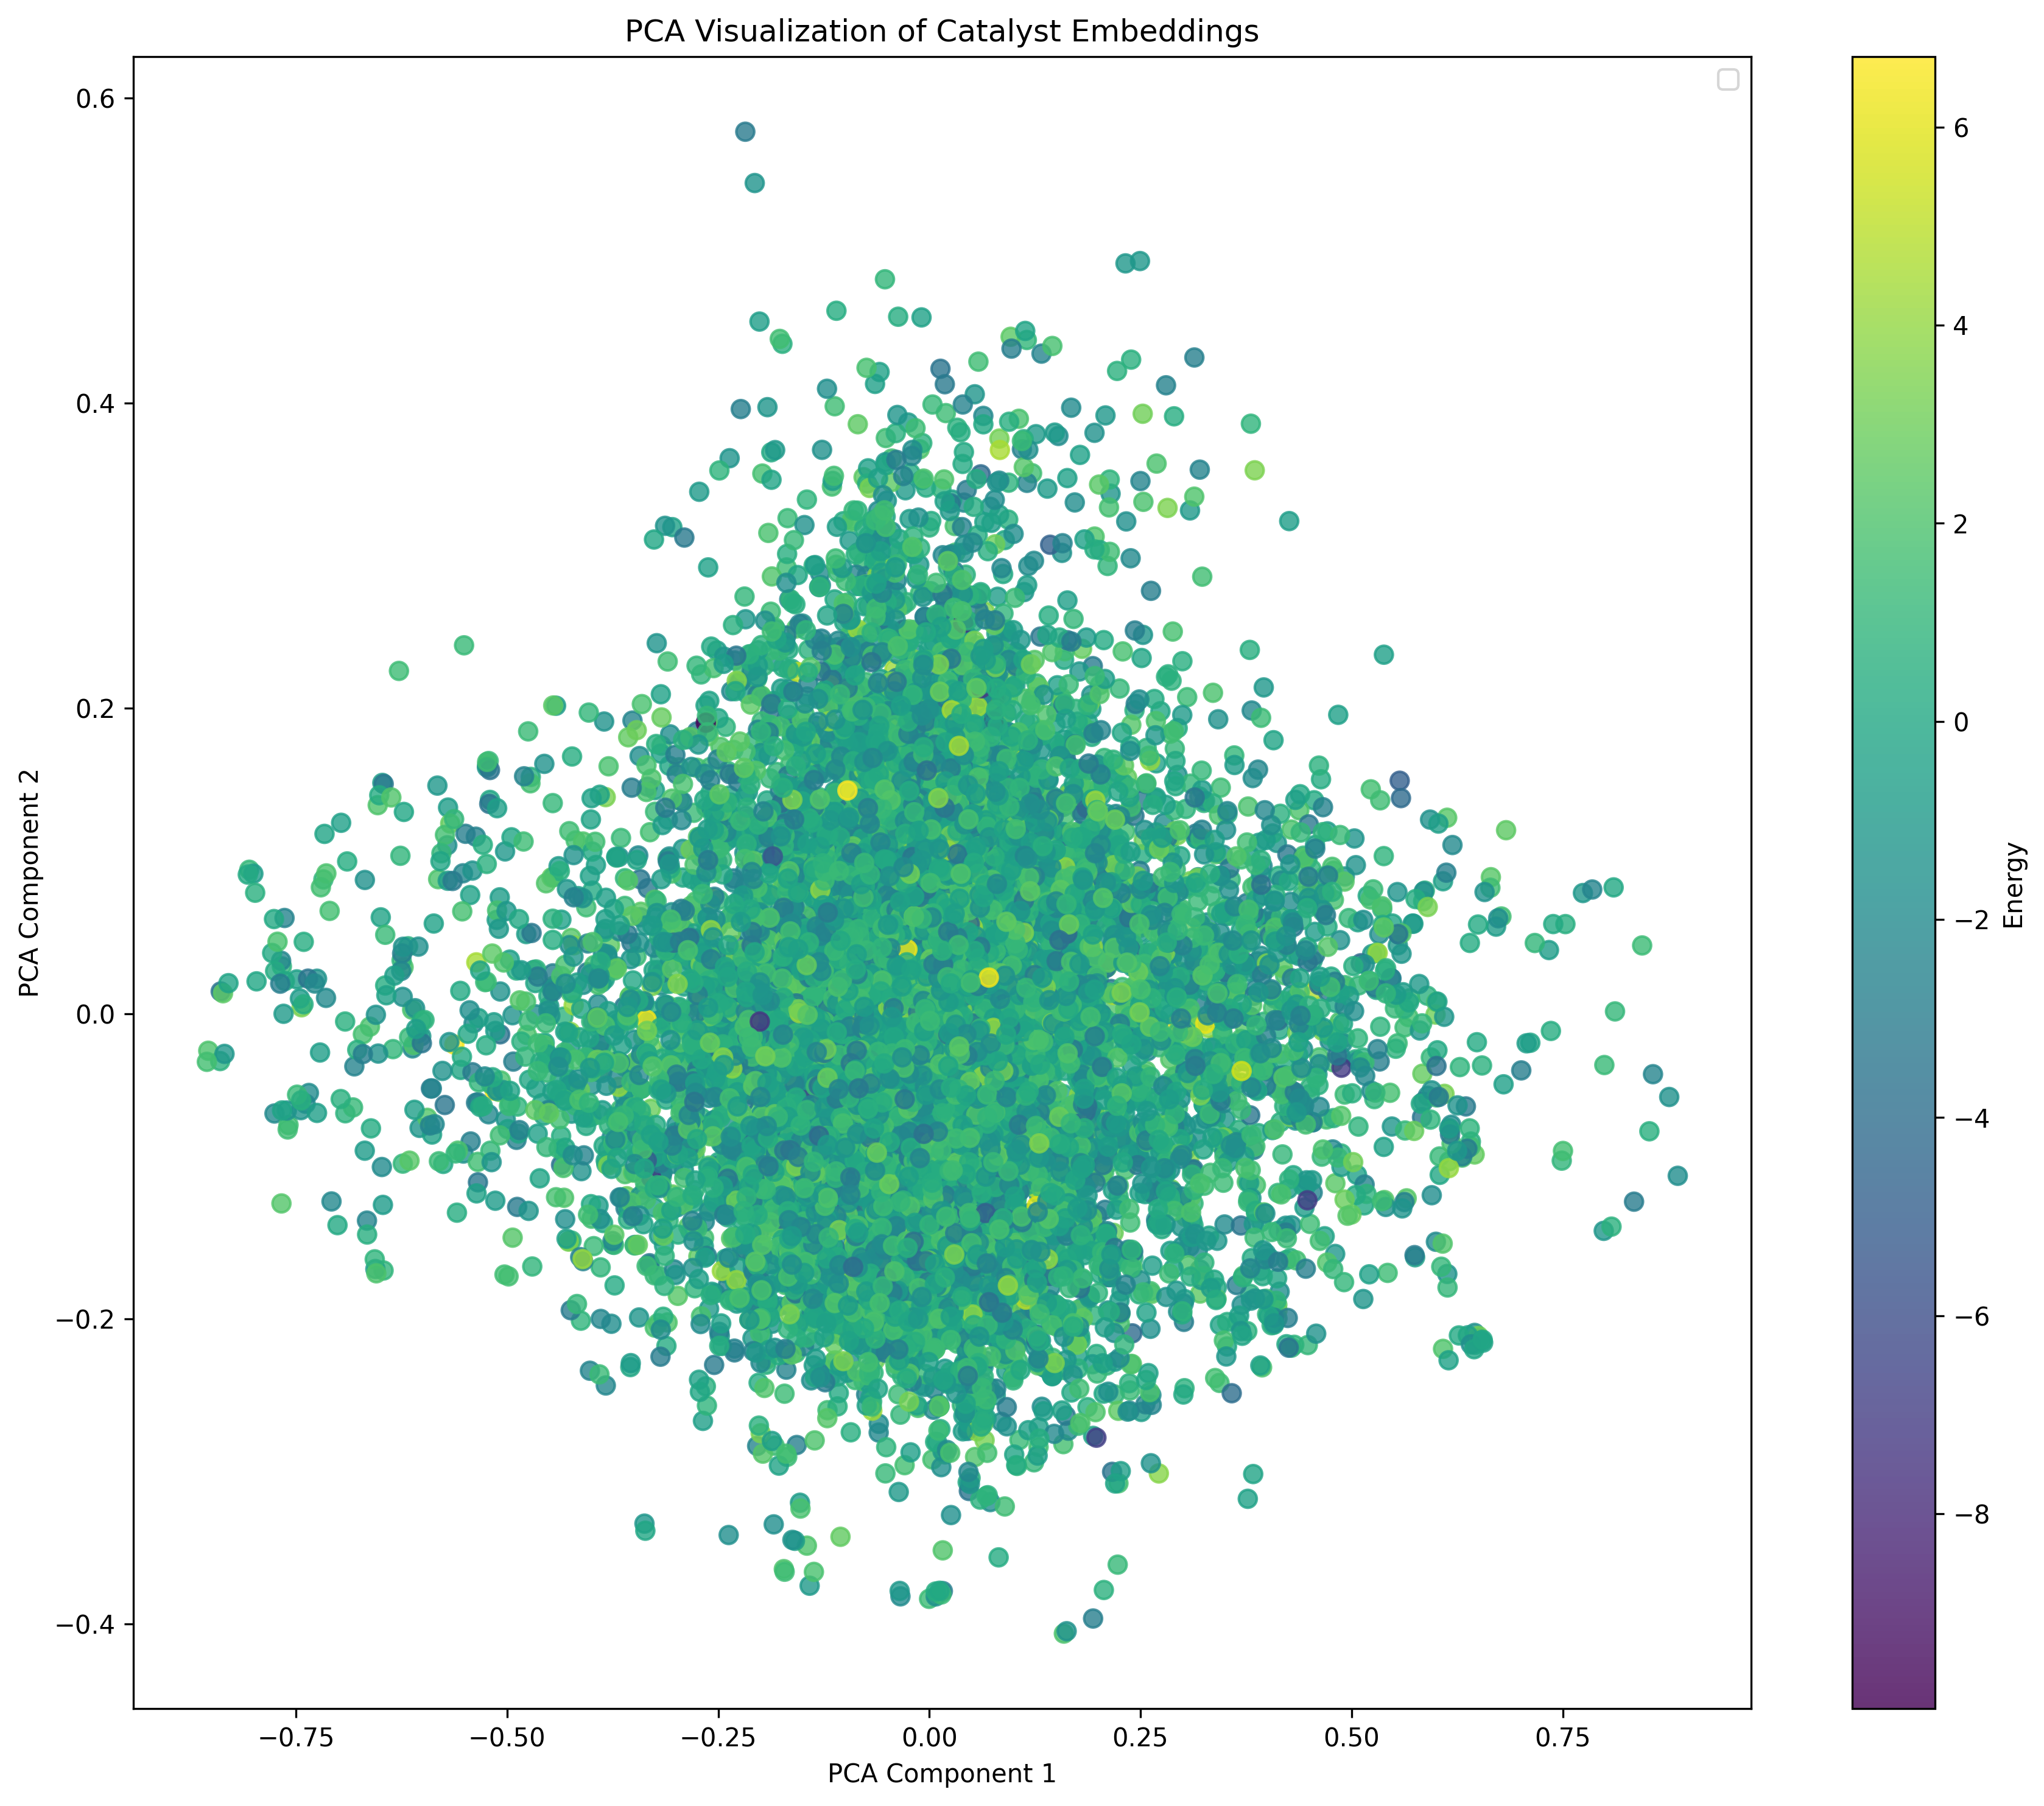 PCA Visualization of Catalyst Embeddings
0.6
0.4
0.2
0.0
−0.2
−0.4
PCA Component 2
−0.75 −0.50 −0.25 0.00 0.25 0.50 0.75
PCA Component 1
6
4
2
0
−2
−4
−6
−8
Energy